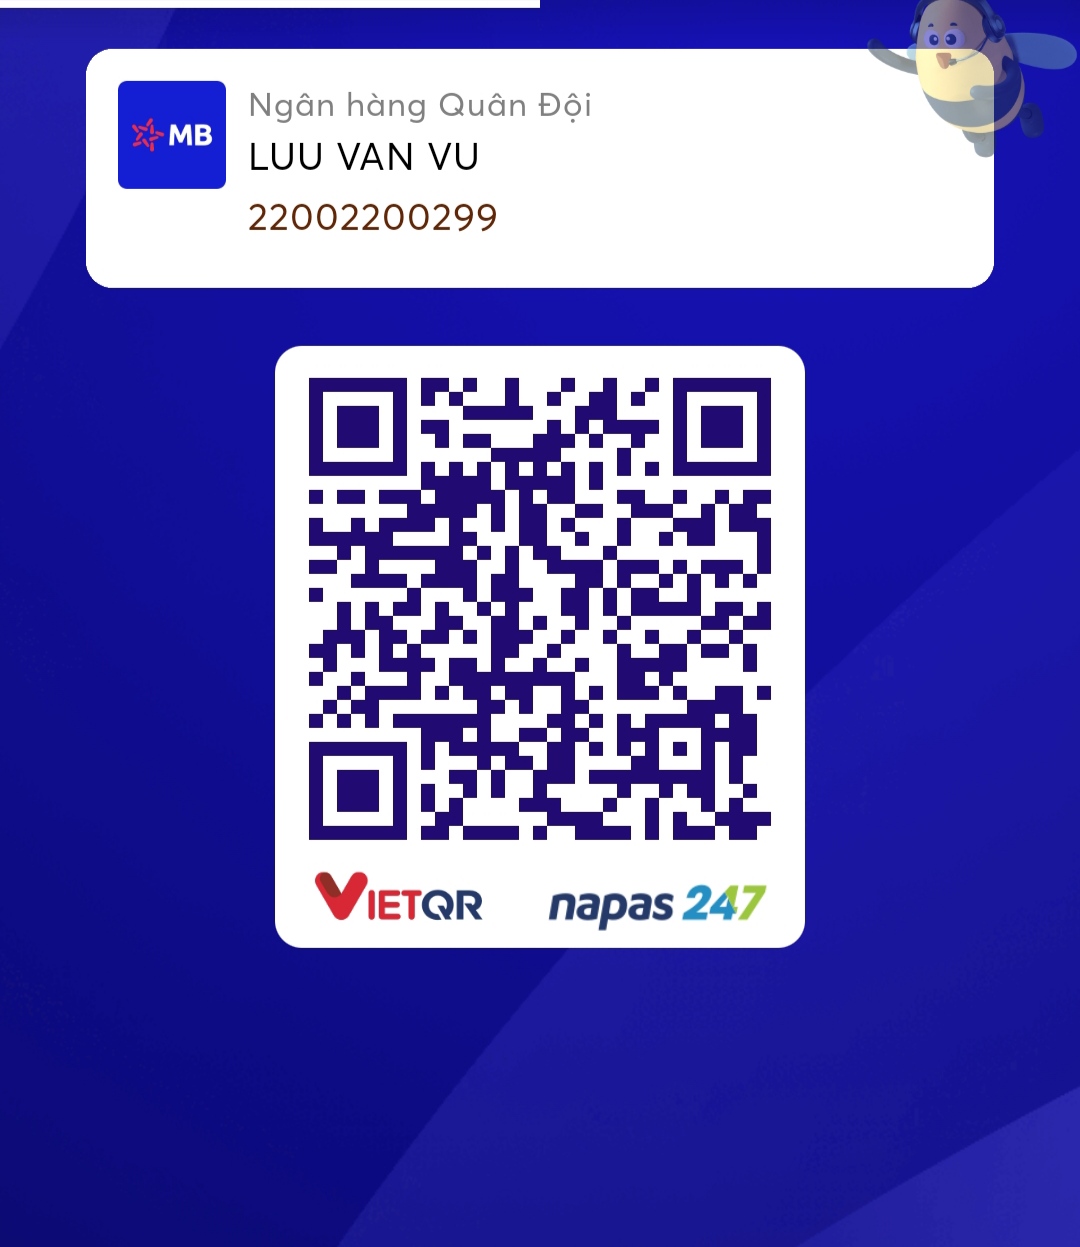 MB
Ngân hàng Quân Đội
LUU VAN VU
22002200299
VIETQR
napas 247